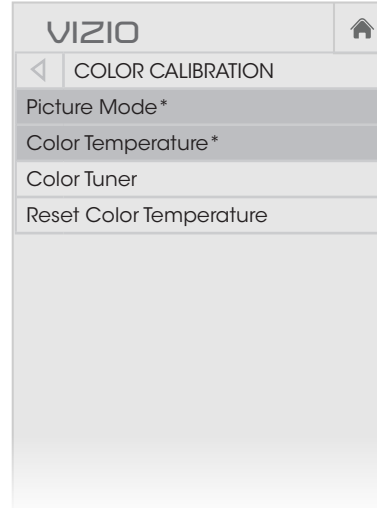 VIZIO
COLOR CALIBRATION
Picture Mode*
Color Temperature*
Color Tuner
Reset Color Temperature